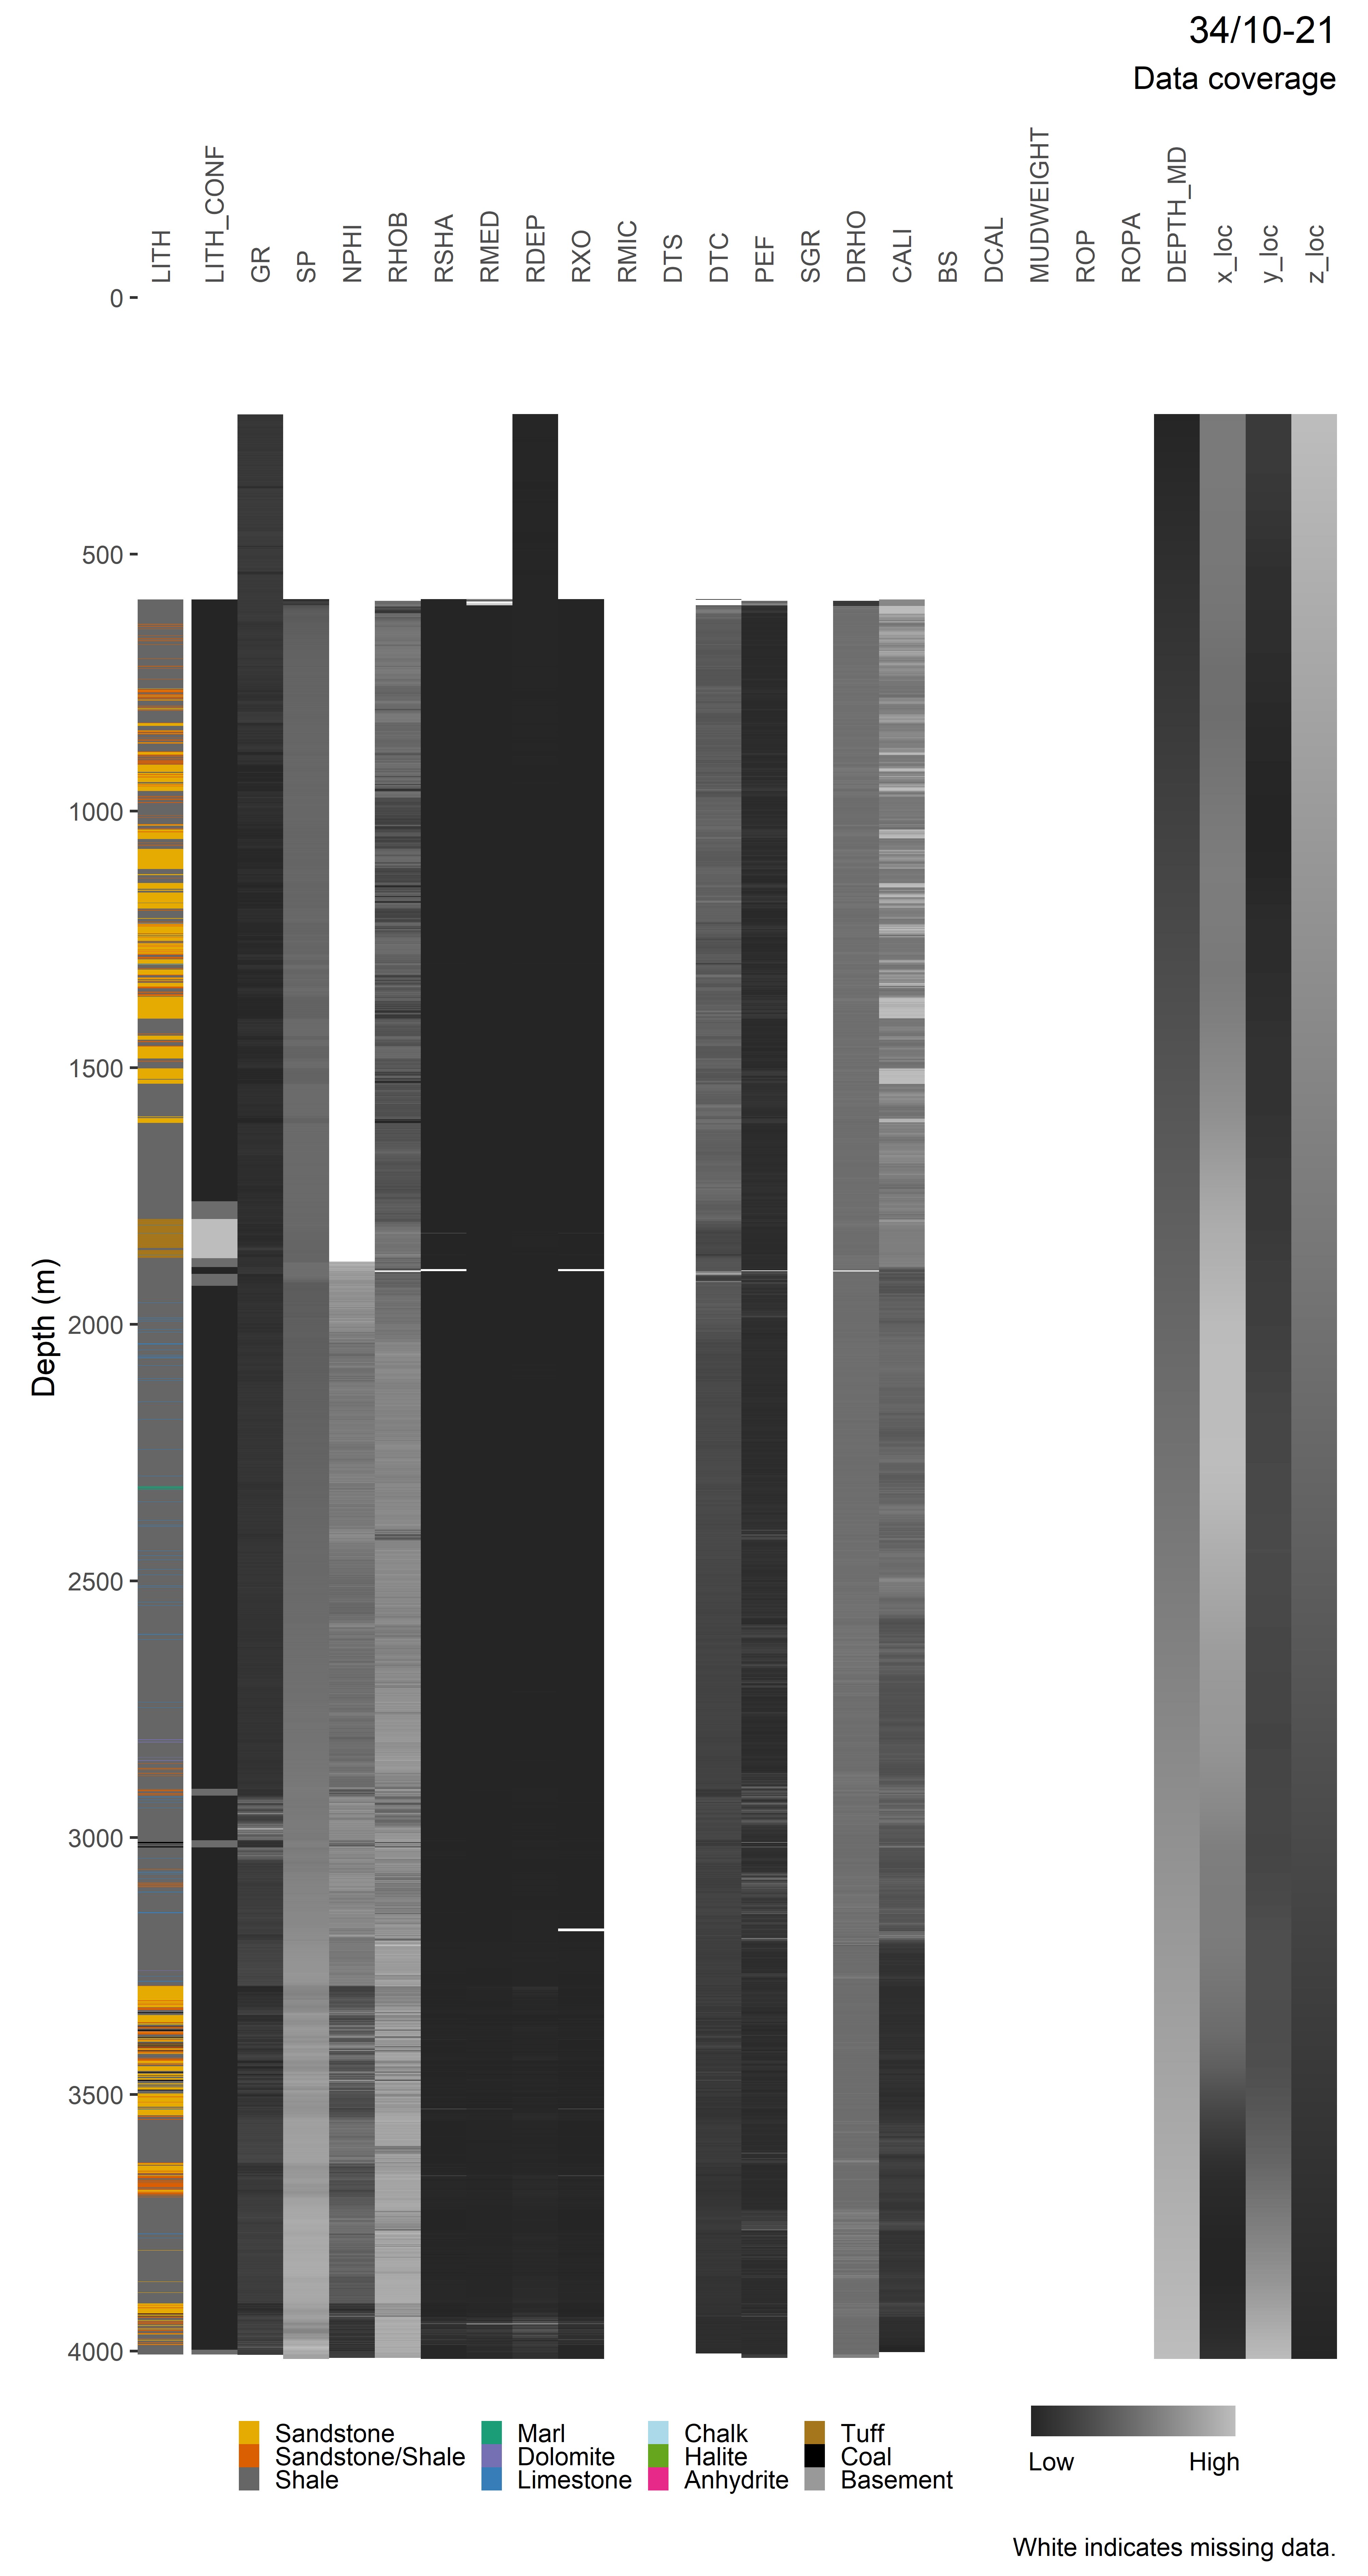 34/10-21
Data coverage
LITH
LITH_CONF
GR
SP
NPHI
RHOB
RSHA
RMED
RDEP
RXO
RMIC
DTS
DTC
PEF
SGR
DRHO
CALI
BS
DCAL
MUDWEIGHT
ROP
ROPA
DEPTH_MD
x_loc
y_loc
z_loc
0
500
1000
1500
2000
2500
3000
3500
4000
Depth (m)
Sandstone
Sandstone/Shale
Shale
Marl
Dolomite
Limestone
Chalk
Halite
Anhydrite
Tuff
Coal
Basement
Low High
White indicates missing data.